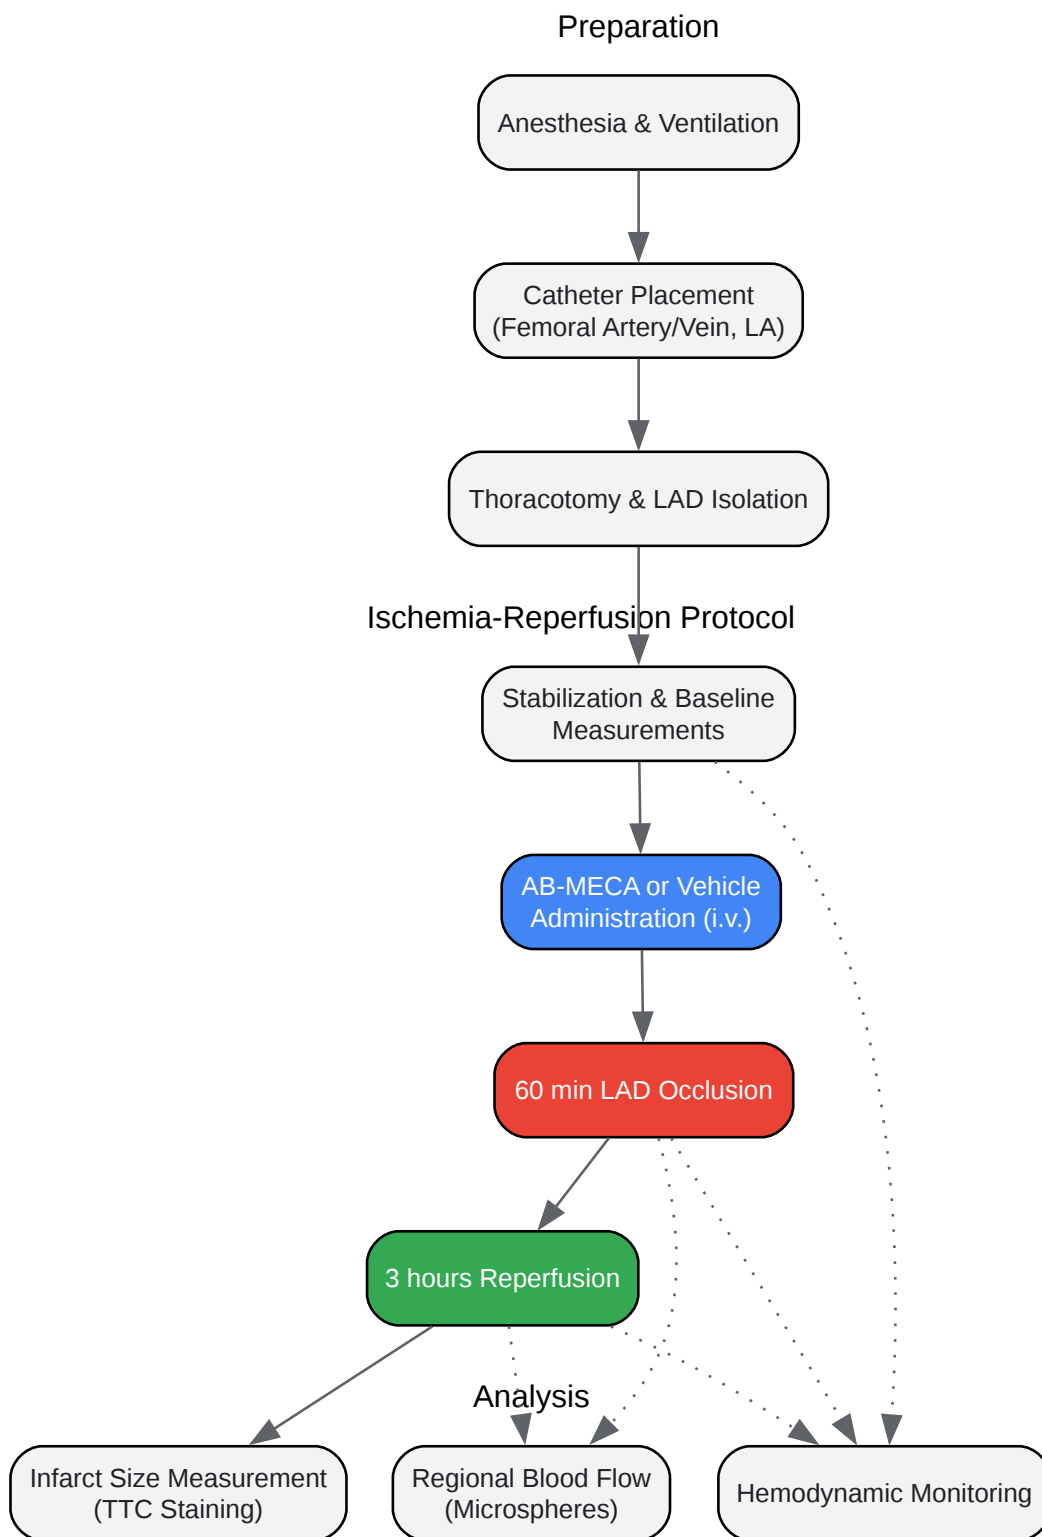 Preparation
Anesthesia & Ventilation
Catheter Placement
(Femoral Artery/Vein, LA)
Thoracotomy & LAD Isolation
Ischemia-Reperfusion Protocol
Stabilization & Baseline
Measurements
AB-MECA or Vehicle
Administration (i.v.)
60 min LAD Occlusion
3 hours Reperfusion
Analysis
Infarct Size Measurement
(TTC Staining)
Regional Blood Flow
(Microspheres)
Hemodynamic Monitoring